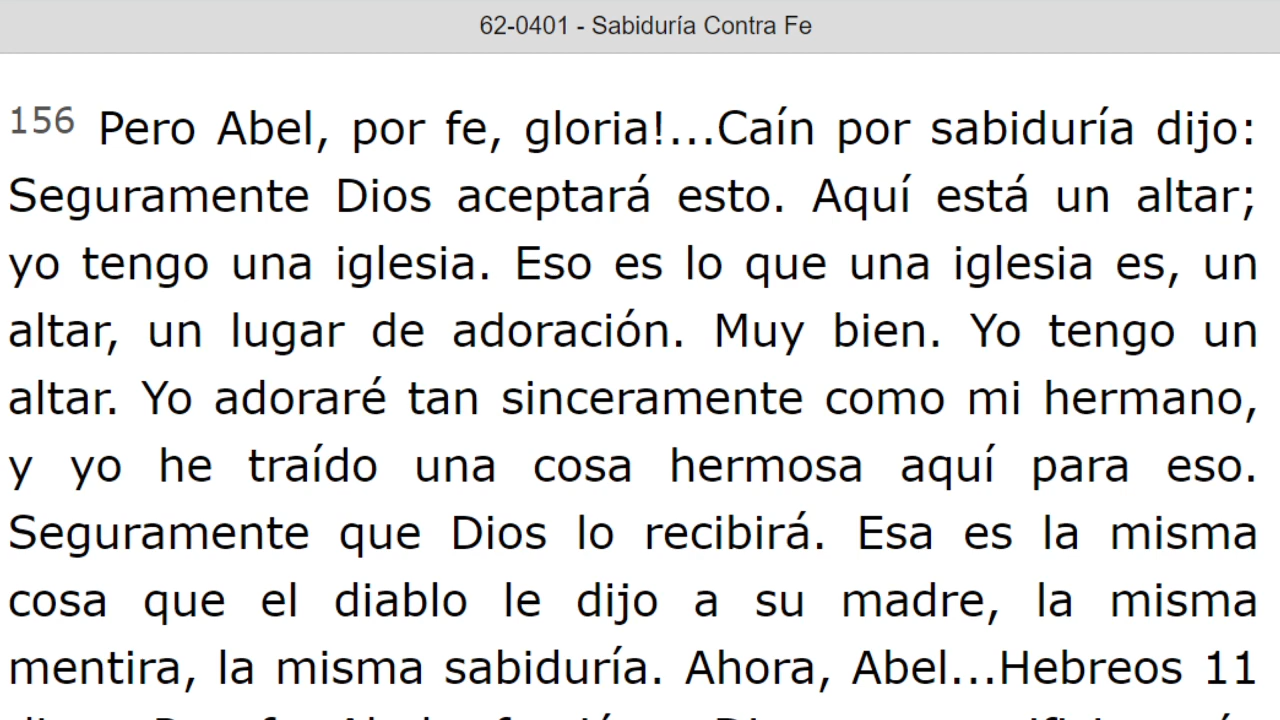 62-0401 - Sabiduría Contra Fe
156 Pero Abel, por fe, gloria!...Caín por sabiduría dijo:
Seguramente Dios aceptará esto. Aquí está un altar;
yo tengo una iglesia. Eso es lo que una iglesia es, un
altar, un lugar de adoración. Muy bien. Yo tengo un
altar. Yo adoraré tan sinceramente como mi hermano,
y yo he traído una cosa hermosa aquí para eso.
Seguramente que Dios lo recibirá. Esa es la misma
cosa que el diablo le dijo a su madre, la misma
mentira, la misma sabiduría. Ahora, Abel...Hebreos 11